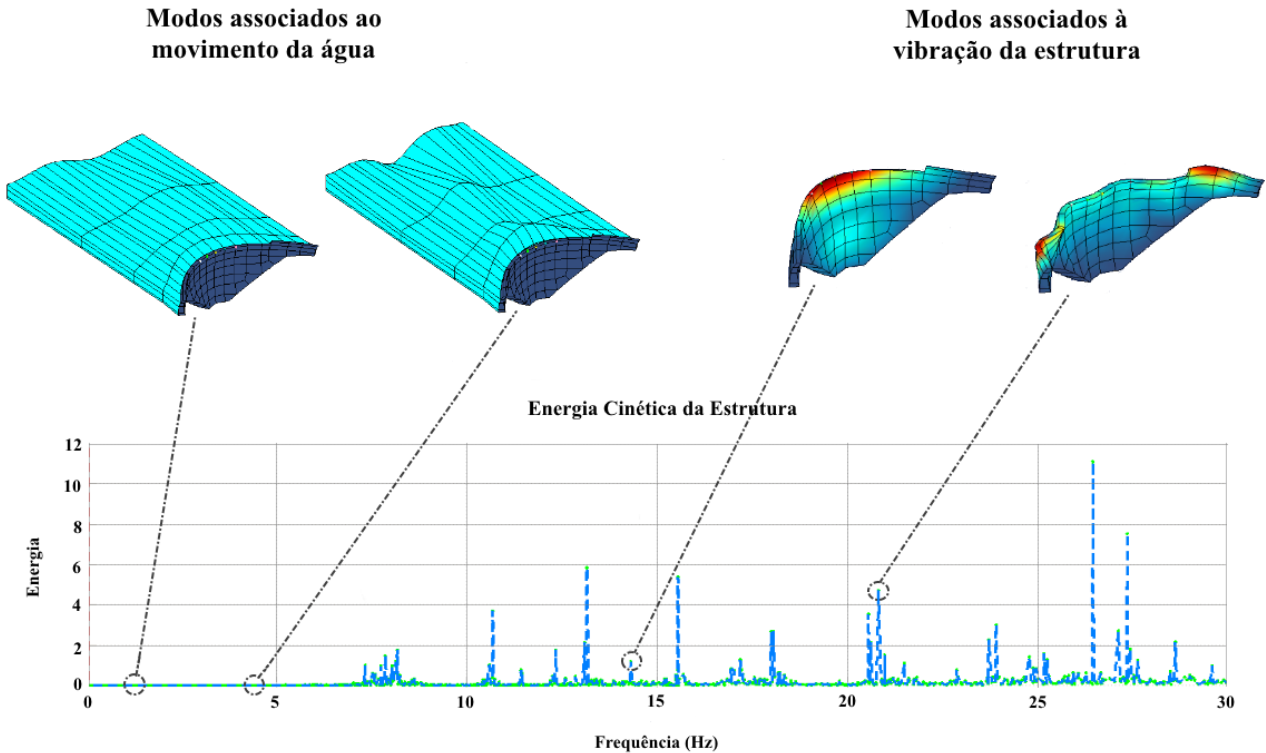 Modos associados ao
movimento da água
Modos associados à
vibração da estrutura
Energia Cinética da Estrutura
12
10
8
6
4
2
0
Energia
0
5
10
15
20
25
30
Frequência (Hz)